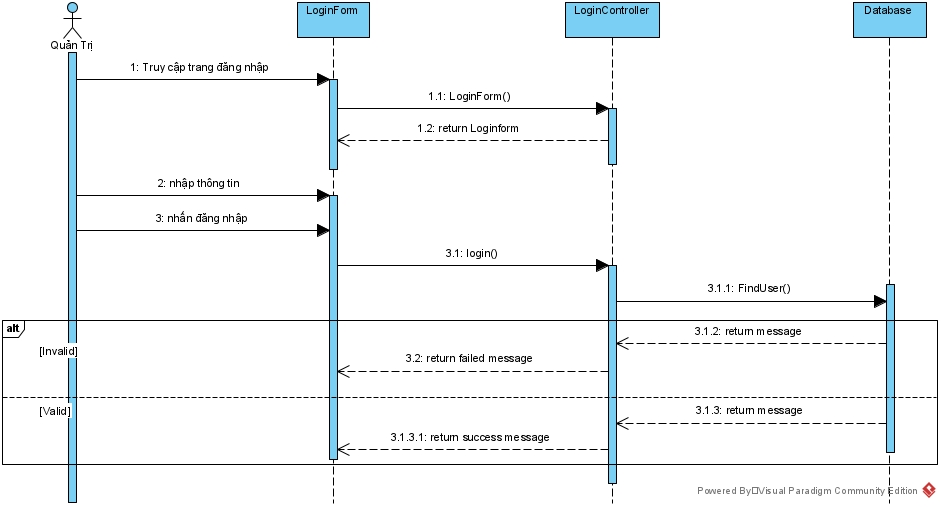 LoginForm
LoginController
Database
Quản Trị
1: Truy cập trang đăng nhập
1.1: LoginForm()
1.2: return Loginform
2: nhập thông tin
3: nhấn đăng nhập
3.1: login()
3.1.1: FindUser()
alt
3.1.2: return message
[Invalid]
3.2: return failed message
[Valid]
3.1.3: return message
3.1.3.1: return success message
Powered By Visual Paradigm Community Edition